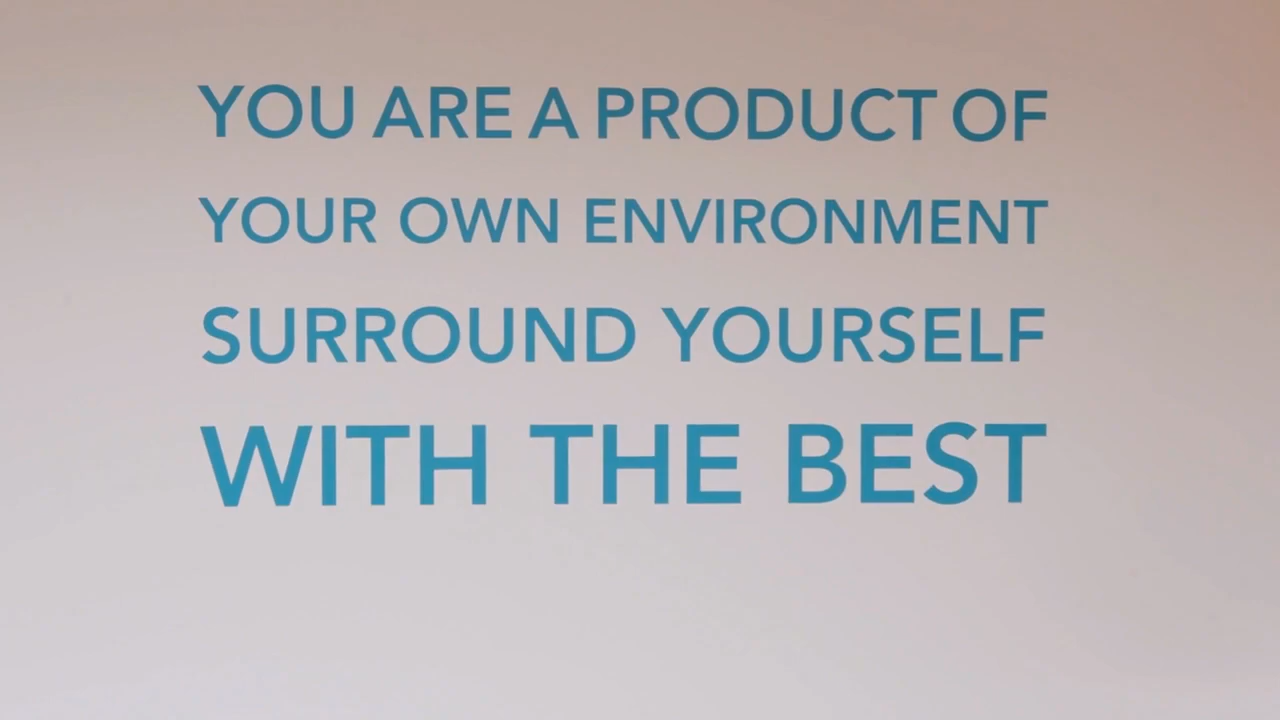 YOU ARE A PRODUCT OF
YOUR OWN ENVIRONMENT
SURROUND YOURSELF
WITH THE BEST